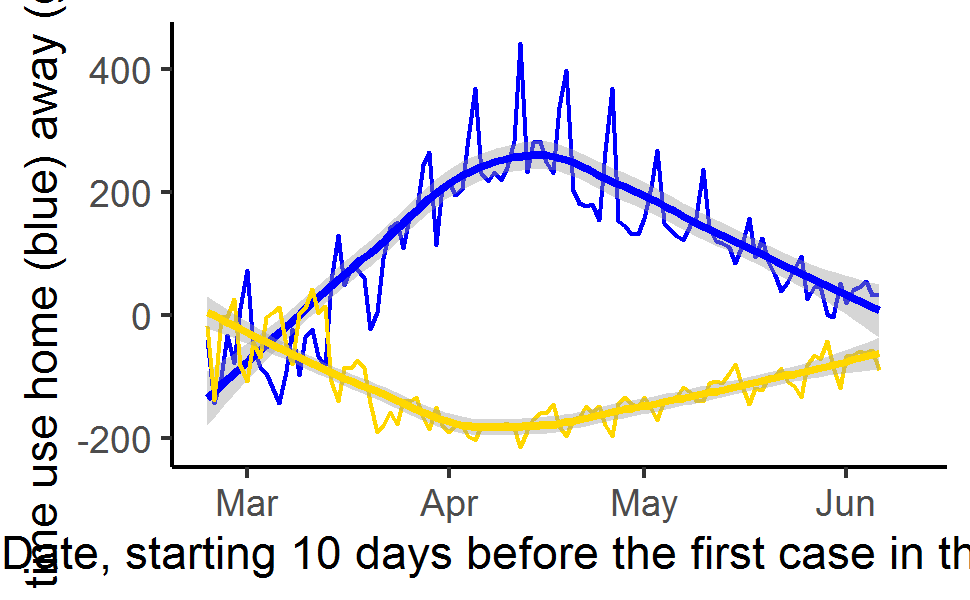 time use home (blue) away (
400
200
0
-200
Mar Apr May Jun
Date, starting 10 days before the first case in th